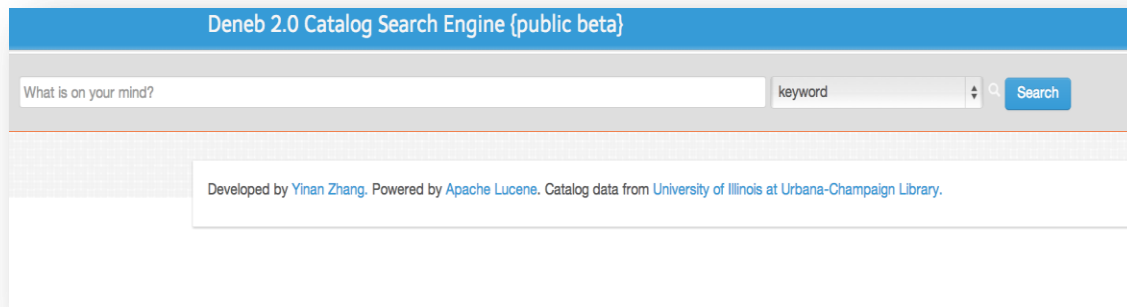 Deneb 2.0 Catalog Search Engine {public beta}
What is on your mind?
keyword
Search
Developed by Yinan Zhang. Powered by Apache Lucene. Catalog data from University of Illinois at Urbana-Champaign Library.